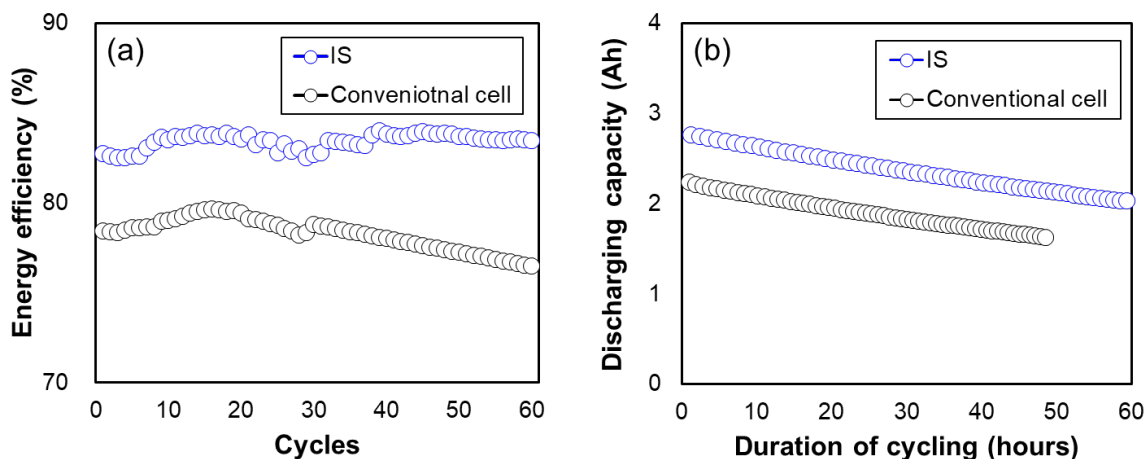 (a)
IS
Conveniotnal cell
Energy efficiency (%)
90
80
70
0 10 20 30 40 50 60
Cycles
(b)
IS
Conventional cell
Discharging capacity (Ah)
4
3
2
1
0
0 10 20 30 40 50 60
Duration of cycling (hours)